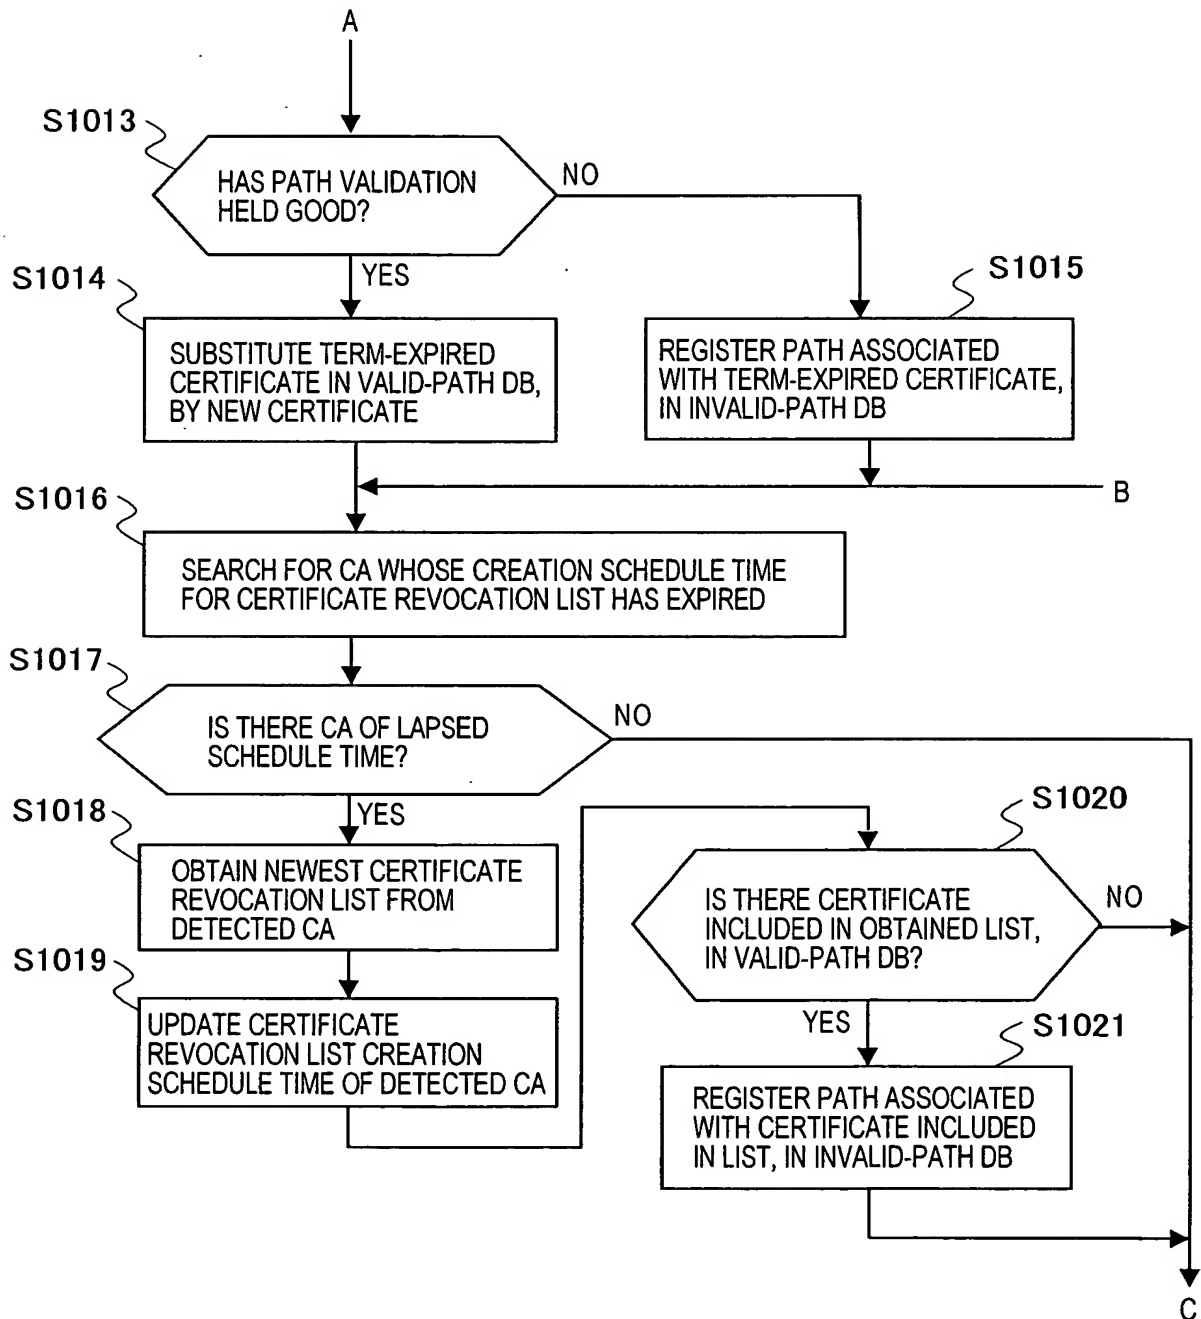 A
S1013
HAS PATH VALIDATION
HELD GOOD?
NO
YES
S1014
SUBSTITUTE TERM-EXPIRED
CERTIFICATE IN VALID-PATH DB,
BY NEW CERTIFICATE
S1015
REGISTER PATH ASSOCIATED
WITH TERM-EXPIRED CERTIFICATE,
IN INVALID-PATH DB
B
S1016
SEARCH FOR CA WHOSE CREATION SCHEDULE TIME
FOR CERTIFICATE REVOCATION LIST HAS EXPIRED
S1017
IS THERE CA OF LAPSED
SCHEDULE TIME?
NO
YES
S1018
OBTAIN NEWEST CERTIFICATE
REVOCATION LIST FROM
DETECTED CA
S1019
UPDATE CERTIFICATE
REVOCATION LIST CREATION
SCHEDULE TIME OF DETECTED CA
S1020
IS THERE CERTIFICATE
INCLUDED IN OBTAINED LIST,
IN VALID-PATH DB?
NO
YES
S1021
REGISTER PATH ASSOCIATED
WITH CERTIFICATE INCLUDED
IN LIST, IN INVALID-PATH DB
C